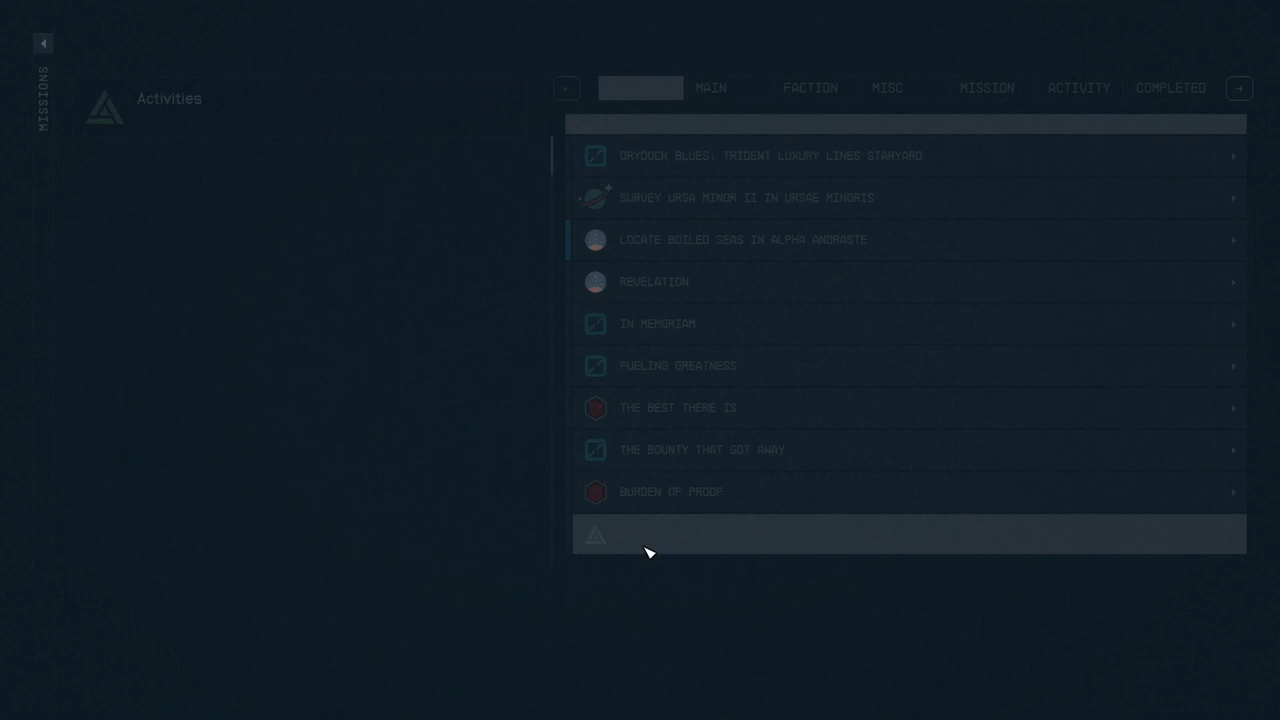 MISSIONS
Activities
MAIN
FACTION
MISC
MISSION
ACTIVITY
COMPLETED
DRYDOCK BLUES: TRIDENT LUXURY LINES STARYARD
SURVEY URSA MINOR II IN URSAE MINORIS
LOCATE BOILED SEAS IN ALPHA ANDRASTE
REVELATION
IN MEMORIAM
FUELING GREATNESS
THE BEST THERE IS
THE BOUNTY THAT GOT AWAY
BURDEN OF PROOF